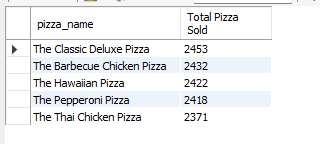 pizza_name Total Pizza
Sold
The Classic Deluxe Pizza 2453
The Barbecue Chicken Pizza 2432
The Hawaiian Pizza 2422
The Pepperoni Pizza 2418
The Thai Chicken Pizza 2371